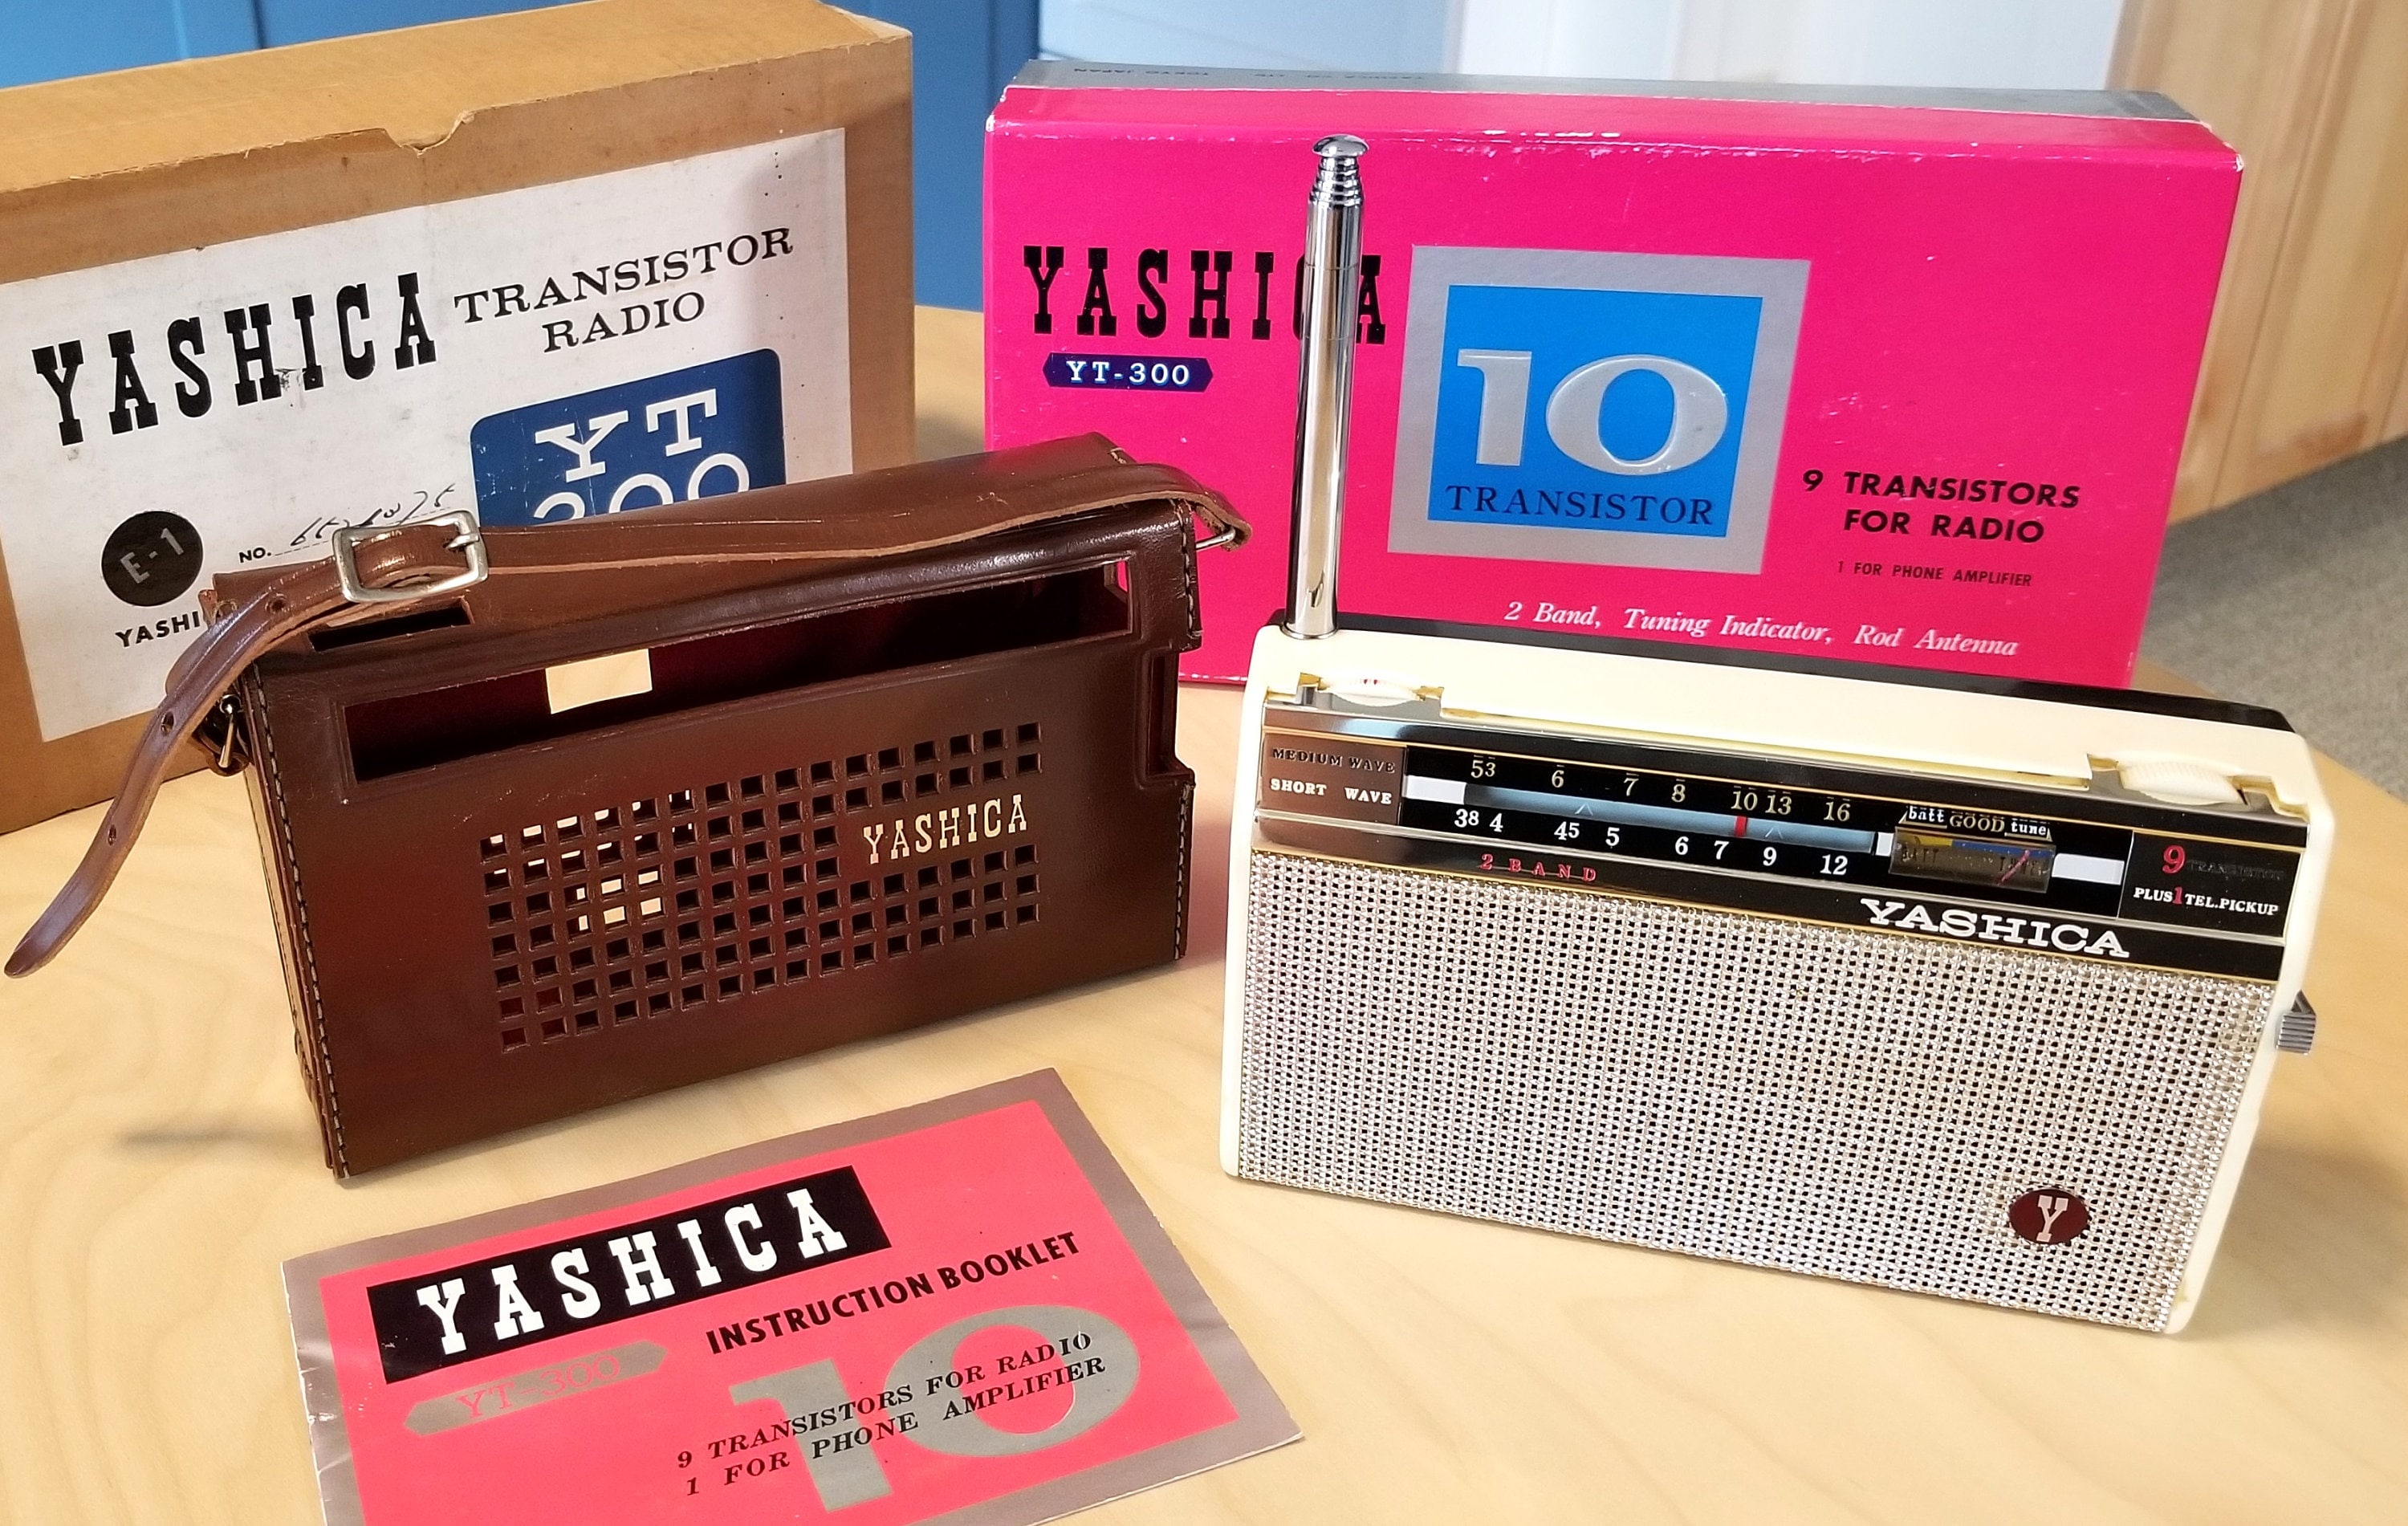 YASHICA TRANSISTOR
RADIO
YT
300
E-1
NO.
YASHI
YASHICA
YT-300
10
TRANSISTOR
9 TRANSISTORS
FOR RADIO
1 FOR PHONE AMPLIFIER
2 Band, Tuning Indicator, Rod Antenna
YASHICA
MEDIUM WAVE
53 6 7 8 10 13 16
SHORT WAVE
38 4 45 5 6 7 9 12
batt GOOD tune
BATT
2 BAND
9 TRANSISTOR
PLUS 1 TEL.PICKUP
YASHICA
Y
YASHICA
INSTRUCTION BOOKLET
YT-300
10
9 TRANSISTORS FOR RADIO
1 FOR PHONE AMPLIFIER